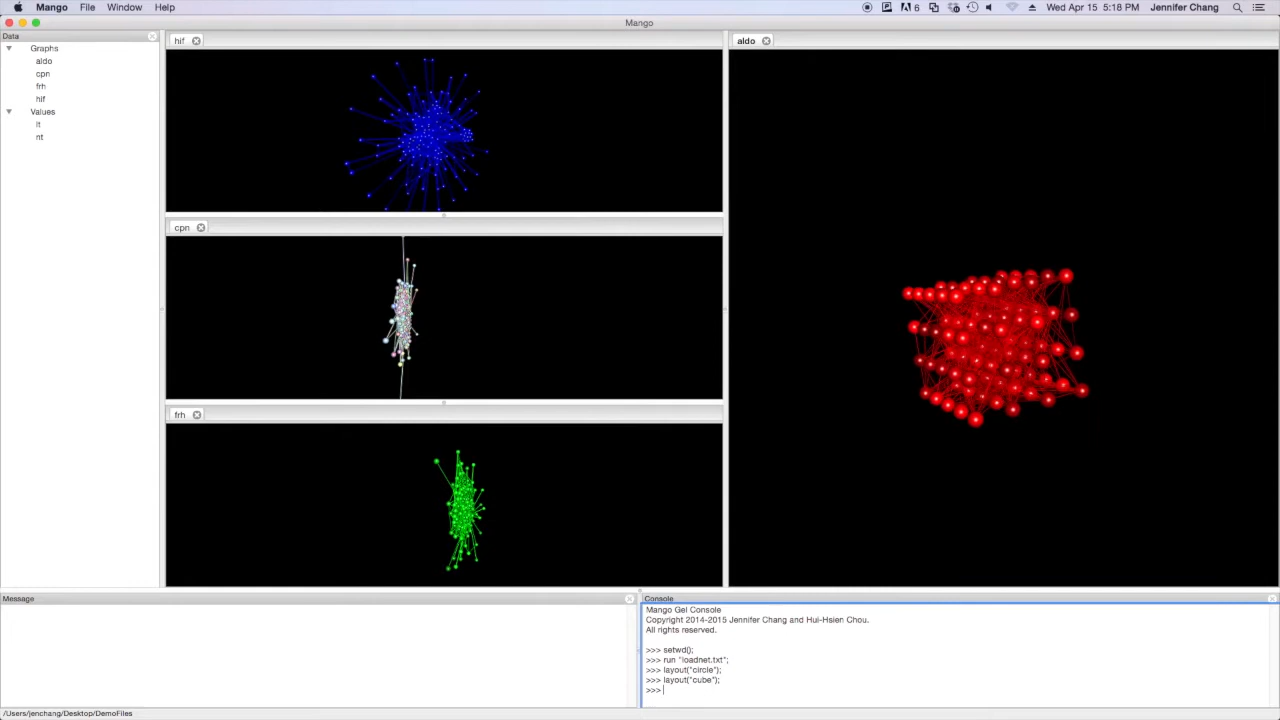 Mango File Window Help
6 Wed Apr 15 5:18 PM Jennifer Chang
Mango
Data
Graphs
aldo
cpn
frh
hif
Values
lt
nt
hif
cpn
frh
aldo
Message
Console
Mango Gel Console
Copyright 2014-2015 Jennifer Chang and Hui-Hsien Chou.
All rights reserved.
>>> setwd();
>>> run "loadnet.txt";
>>> layout("circle");
>>> layout("cube");
>>>
/Users/jenchang/Desktop/DemoFiles